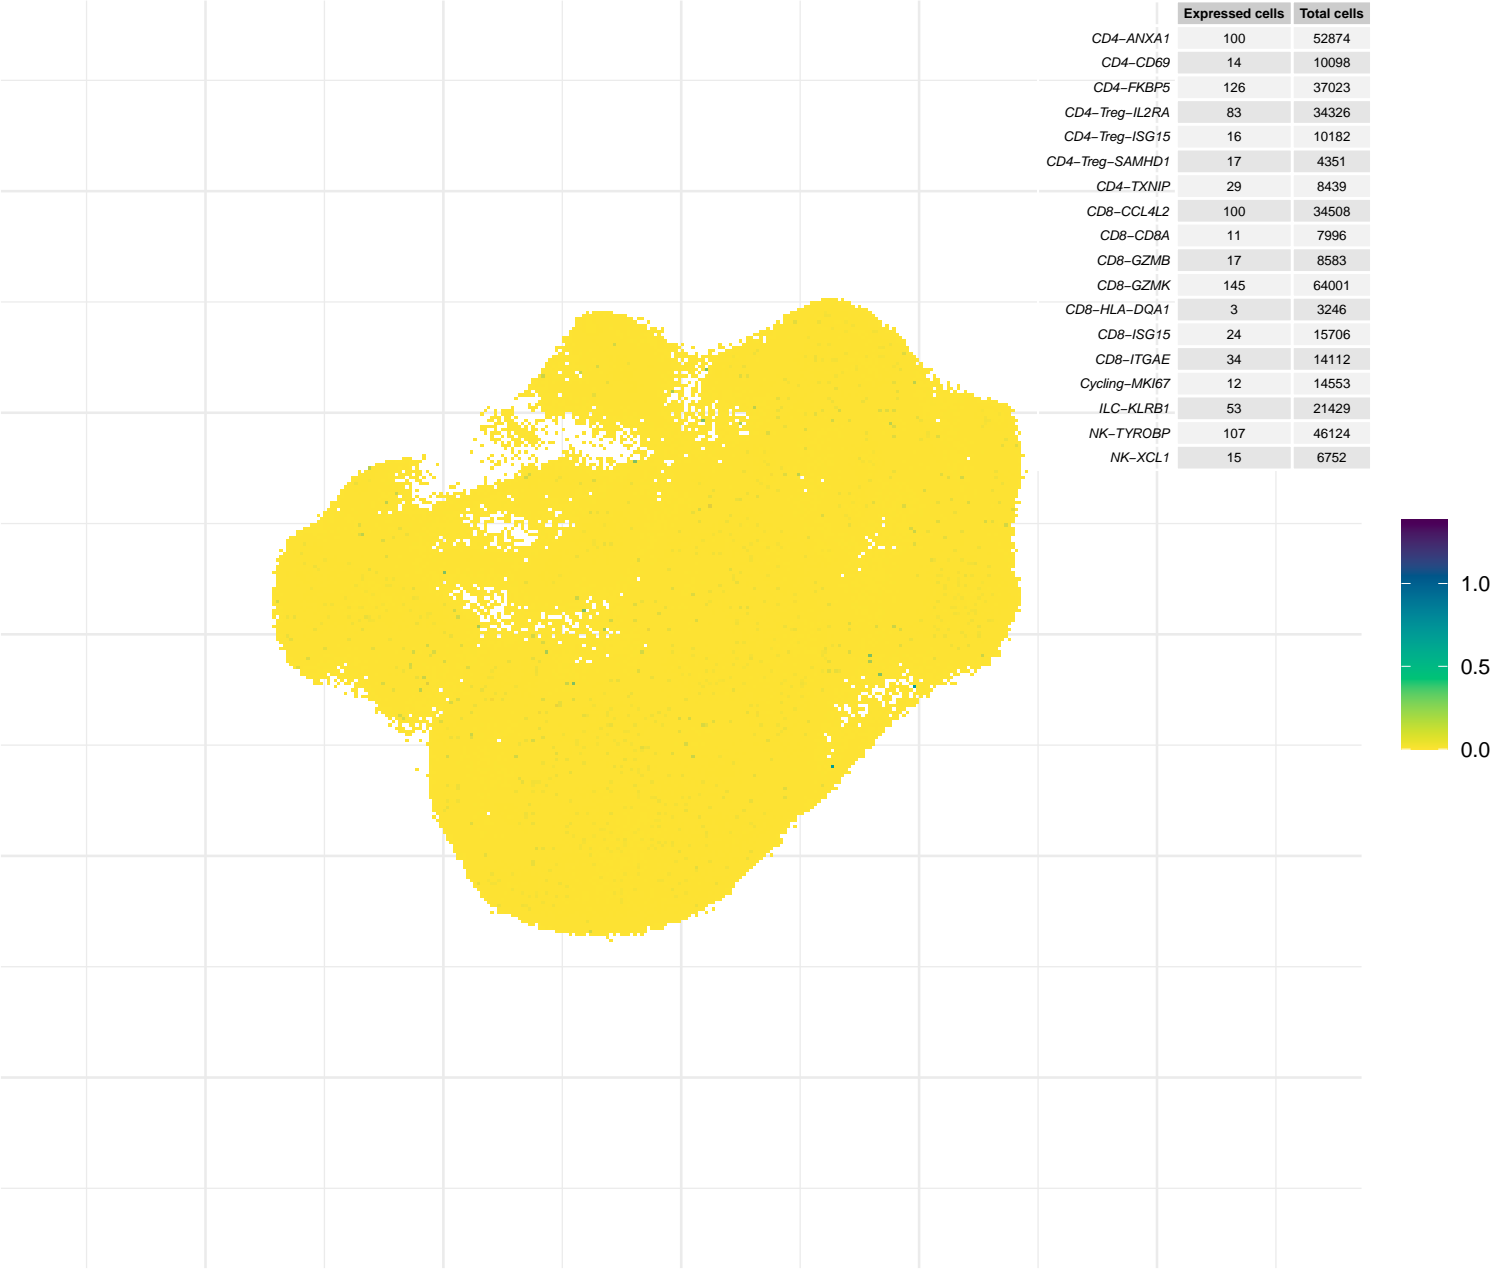 Expressed cells Total cells
CD4−ANXA1 100 52874
CD4−CD69 14 10098
CD4−FKBP5 126 37023
CD4−Treg−IL2RA 83 34326
CD4−Treg−ISG15 16 10182
CD4−Treg−SAMHD1 17 4351
CD4−TXNIP 29 8439
CD8−CCL4L2 100 34508
CD8−CD8A 11 7996
CD8−GZMB 17 8583
CD8−GZMK 145 64001
CD8−HLA−DQA1 3 3246
CD8−ISG15 24 15706
CD8−ITGAE 34 14112
Cycling−MKI67 12 14553
ILC−KLRB1 53 21429
NK−TYROBP 107 46124
NK−XCL1 15 6752
1.0
0.5
0.0